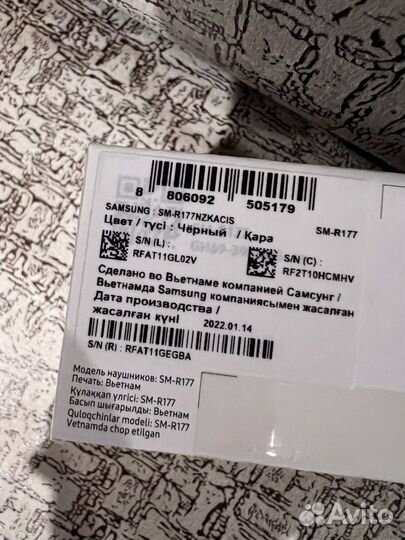 8 806092 505179
SAMSUNG : SM-R177NZKACIS SM-R177
Цвет / түсі : Чёрный / Қара
S/N (L) : S/N (C) :
RFAT11GL02V RF2T10HCMHV
Сделано во Вьетнаме компанией Самсунг /
Вьетнамда Samsung компаниясымен жасалған
Дата производства /
жасалған күні 2022.01.14
S/N (R) : RFAT11GEGBA
Модель наушников: SM-R177
Печать: Вьетнам
Құлаққап үлгісі: SM-R177
Басып шығарылды: Вьетнам
Quloqchinlar modeli: SM-R177
Vetnamda chop etilgan
Avito